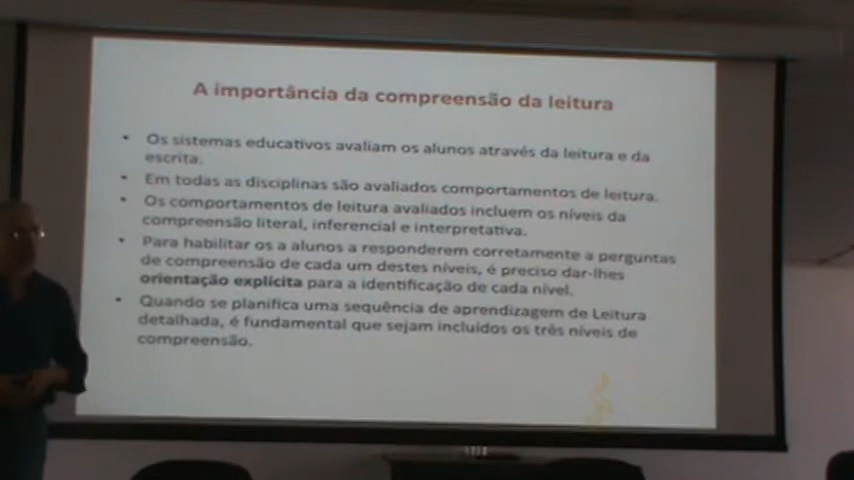 A importância da compreensão da leitura
• Os sistemas educativos avaliam os alunos através da leitura e da
escrita.
• Em todas as disciplinas são avaliados comportamentos de leitura.
• Os comportamentos de leitura avaliados incluem os níveis da
compreensão literal, inferencial e interpretativa.
• Para habilitar os a alunos a responderem corretamente a perguntas
de compreensão de cada um destes níveis, é preciso dar-lhes
orientação explícita para a identificação de cada nível.
• Quando se planifica uma sequência de aprendizagem de Leitura
detalhada, é fundamental que sejam incluídos os três níveis de
compreensão.